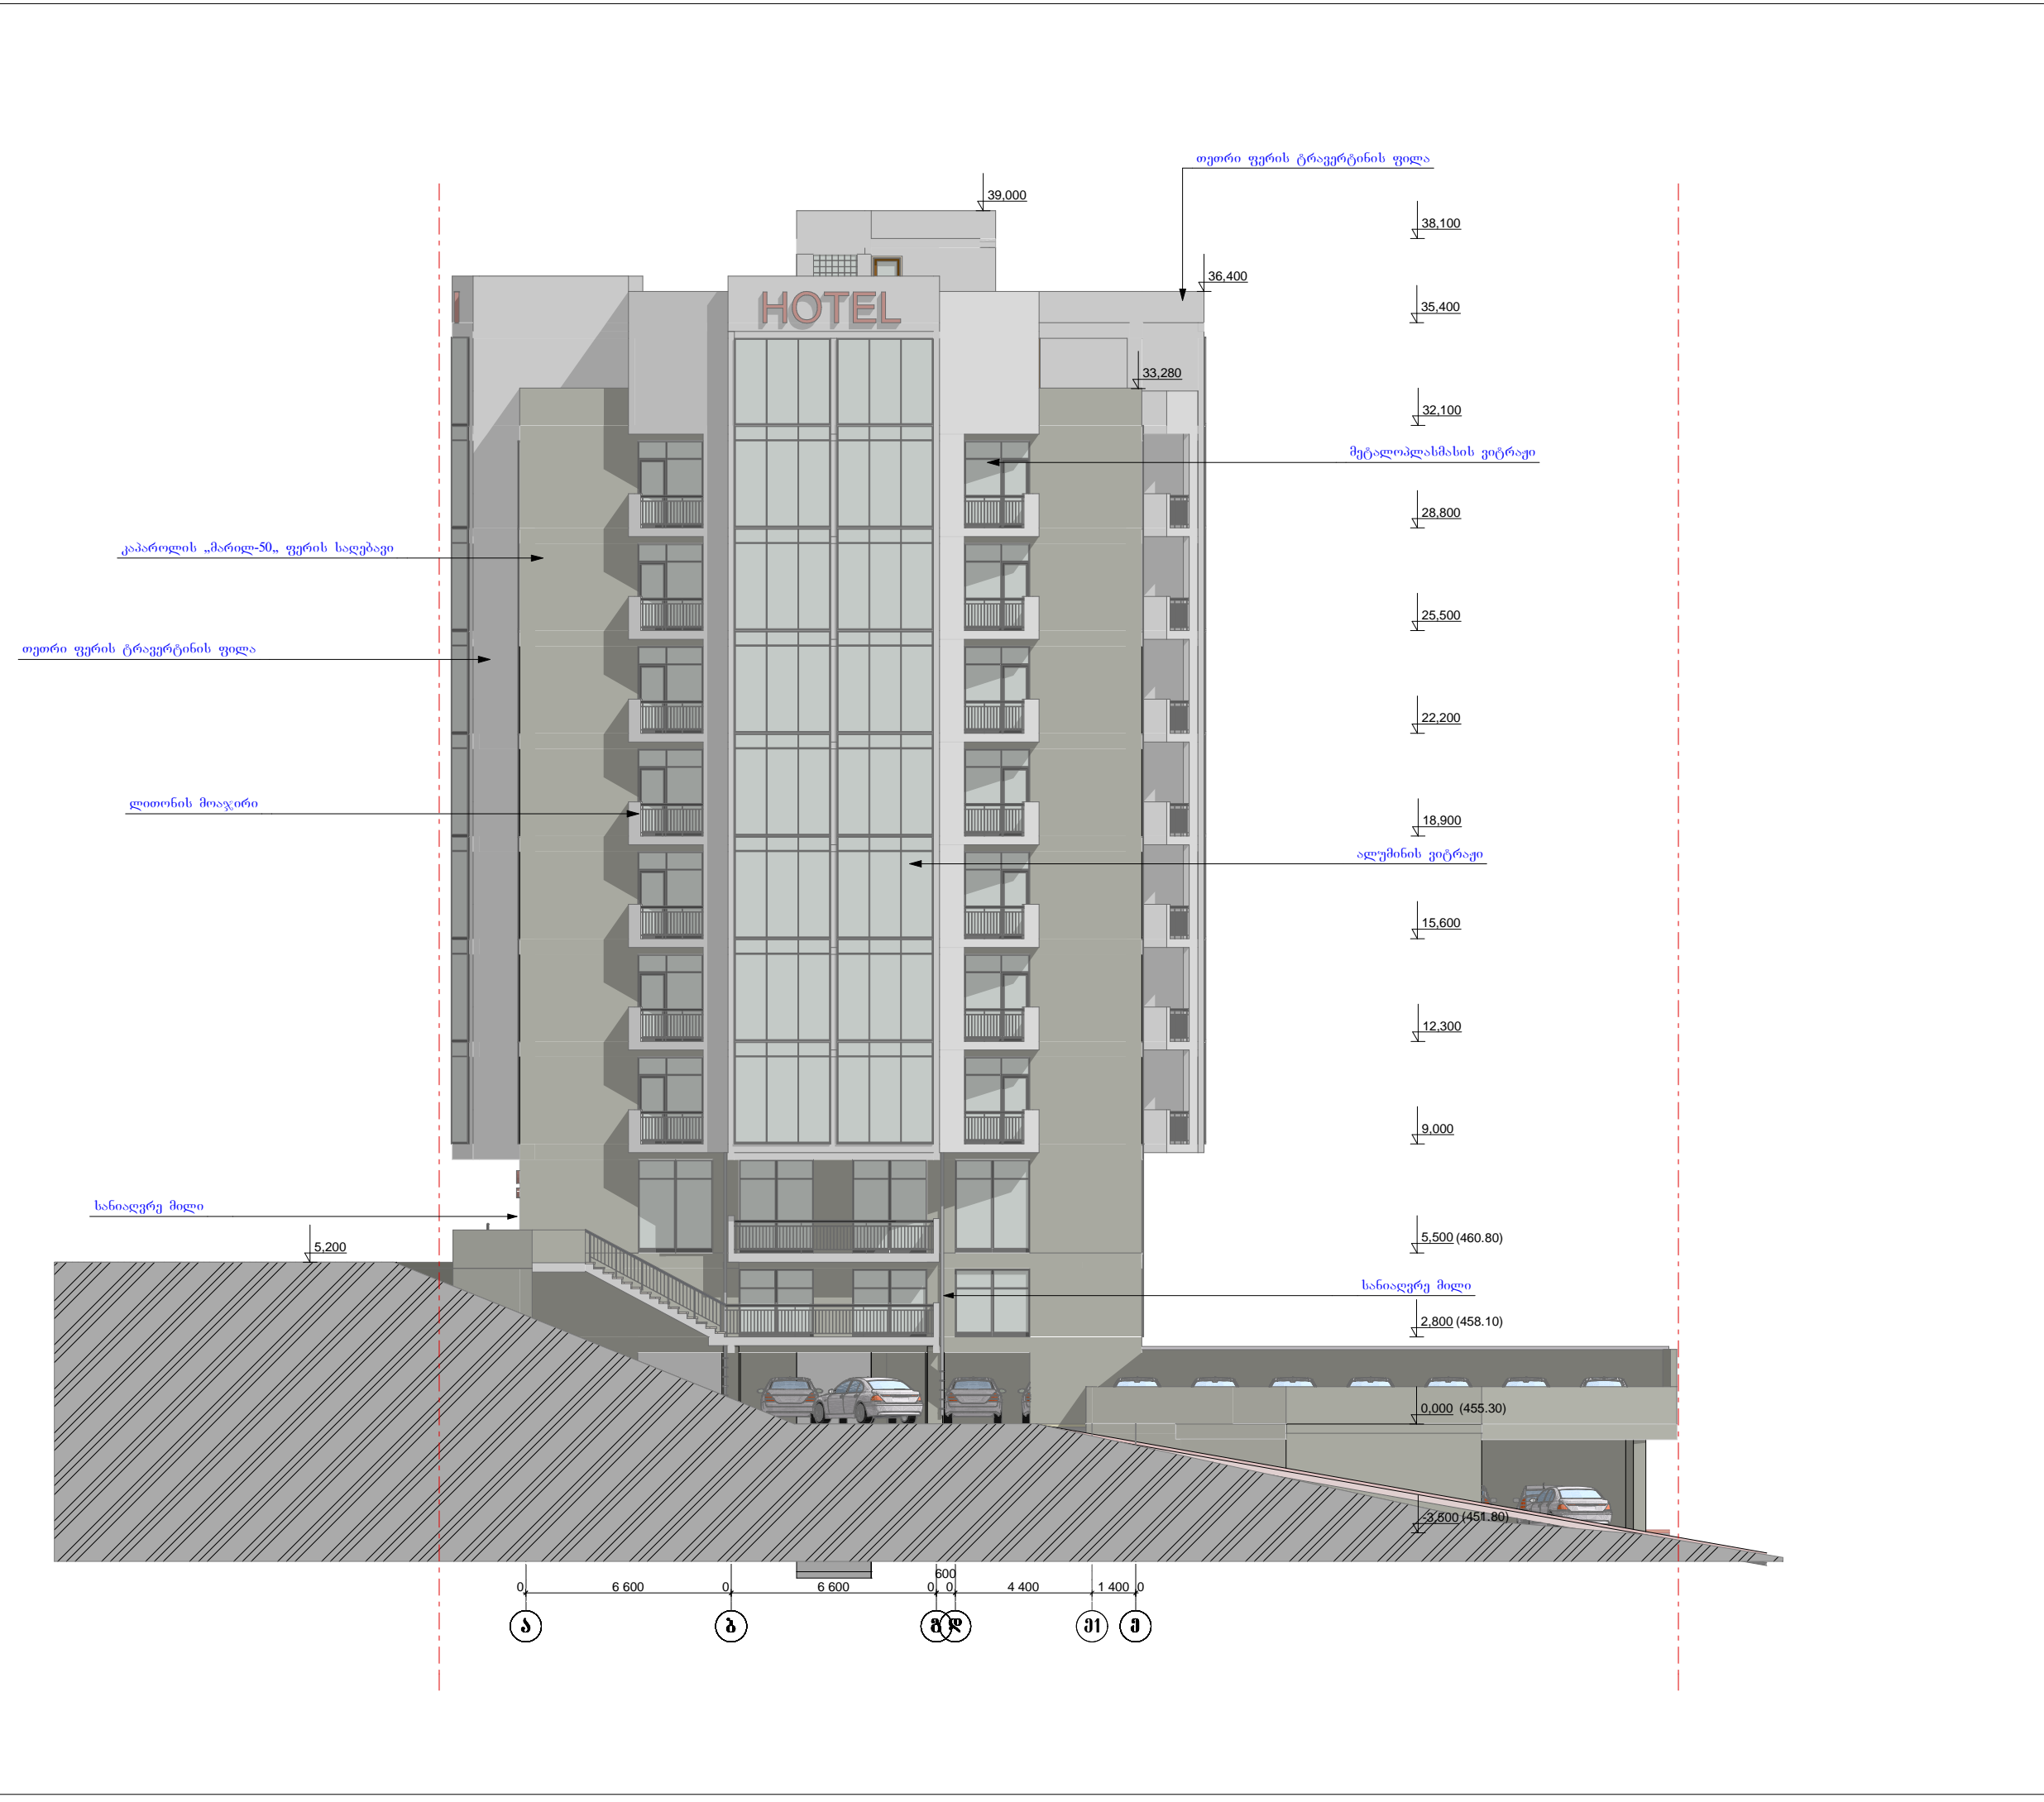 თეთრი ფერის ტრავერტინის ფილა
39,000
38,100
36,400
HOTEL
35,400
33,280
32,100
მეტალოპლასმასის ვიტრაჟი
28,800
კაპაროლის „მარილ-50„ ფერის საღებავი
25,500
თეთრი ფერის ტრავერტინის ფილა
22,200
ლითონის მოაჯირი
18,900
ალუმინის ვიტრაჟი
15,600
12,300
9,000
სანიაღვრე მილი
5,500 (460.80)
5,200
სანიაღვრე მილი
2,800 (458.10)
0,000 (455.30)
-3,500 (451.80)
600
0 6 600 0 6 600 0 0 4 400 1 400 0
ა ბ გ დ ე1 ე